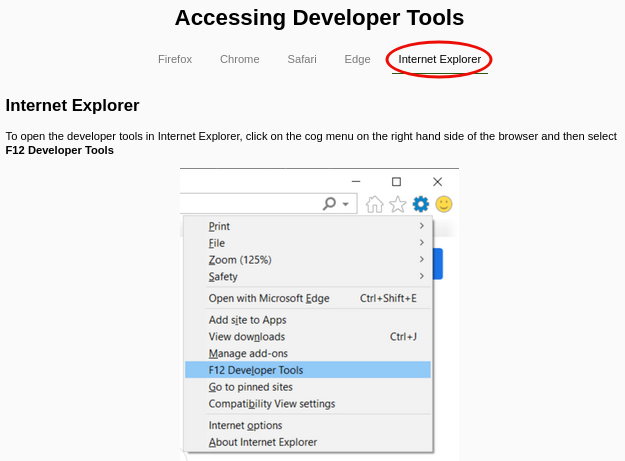 Accessing Developer Tools
Firefox Chrome Safari Edge Internet Explorer
Internet Explorer
To open the developer tools in Internet Explorer, click on the cog menu on the right hand side of the browser and then select
F12 Developer Tools
Print
File
Zoom (125%)
Safety
Open with Microsoft Edge Ctrl+Shift+E
Add site to Apps
View downloads Ctrl+J
Manage add-ons
F12 Developer Tools
Go to pinned sites
Compatibility View settings
Internet options
About Internet Explorer